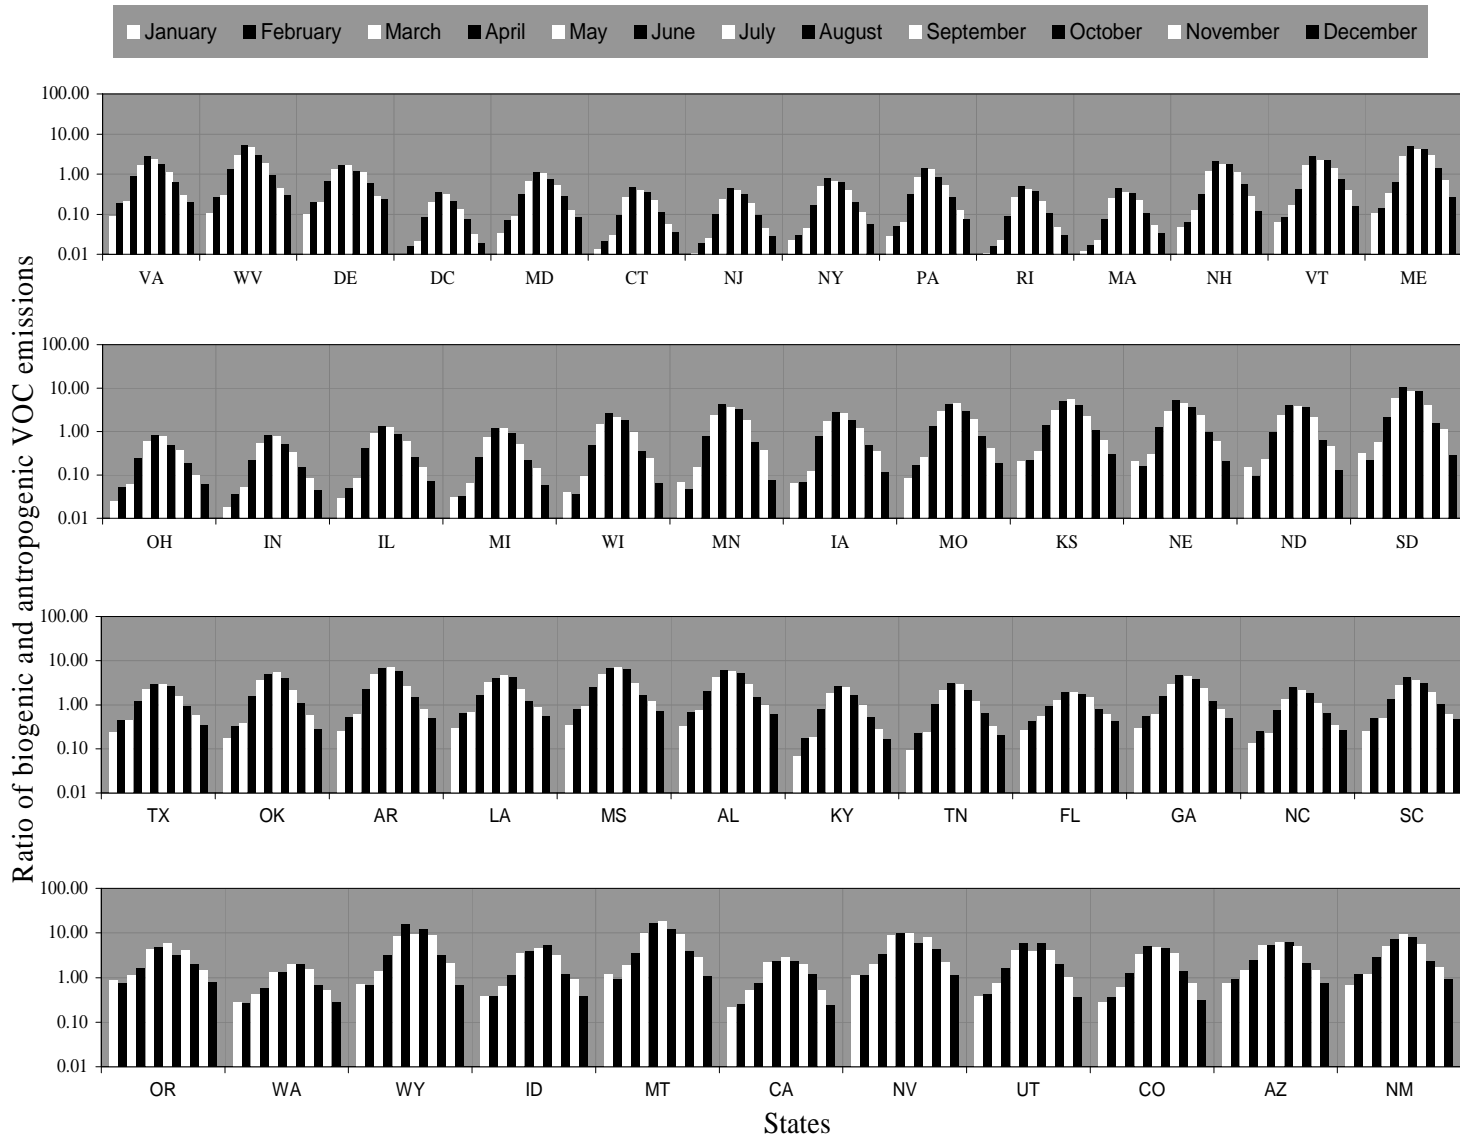 January February March April May June July August September October November December
Ratio of biogenic and antropogenic VOC emissions
100.00
10.00
1.00
0.10
0.01
VA WV DE DC MD CT NJ NY PA RI MA NH VT ME
100.00
10.00
1.00
0.10
0.01
OH IN IL MI WI MN IA MO KS NE ND SD
100.00
10.00
1.00
0.10
0.01
TX OK AR LA MS AL KY TN FL GA NC SC
100.00
10.00
1.00
0.10
0.01
OR WA WY ID MT CA NV UT CO AZ NM
States